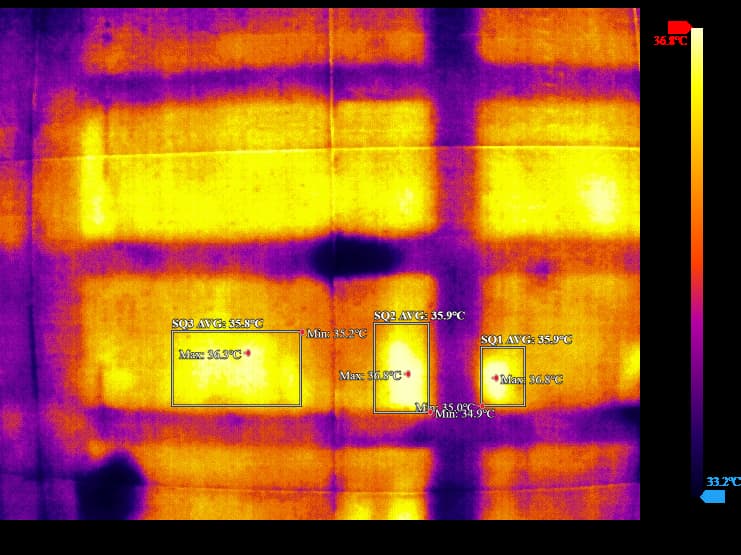 36.8°C
SQ2 AVG: 35.9°C
SQ3 AVG: 35.8°C
Min: 35.2°C
SQ1 AVG: 35.9°C
Max: 36.3°C
Max: 36.8°C
Max: 36.8°C
Min: 35.0°C
Min: 34.9°C
33.2°C